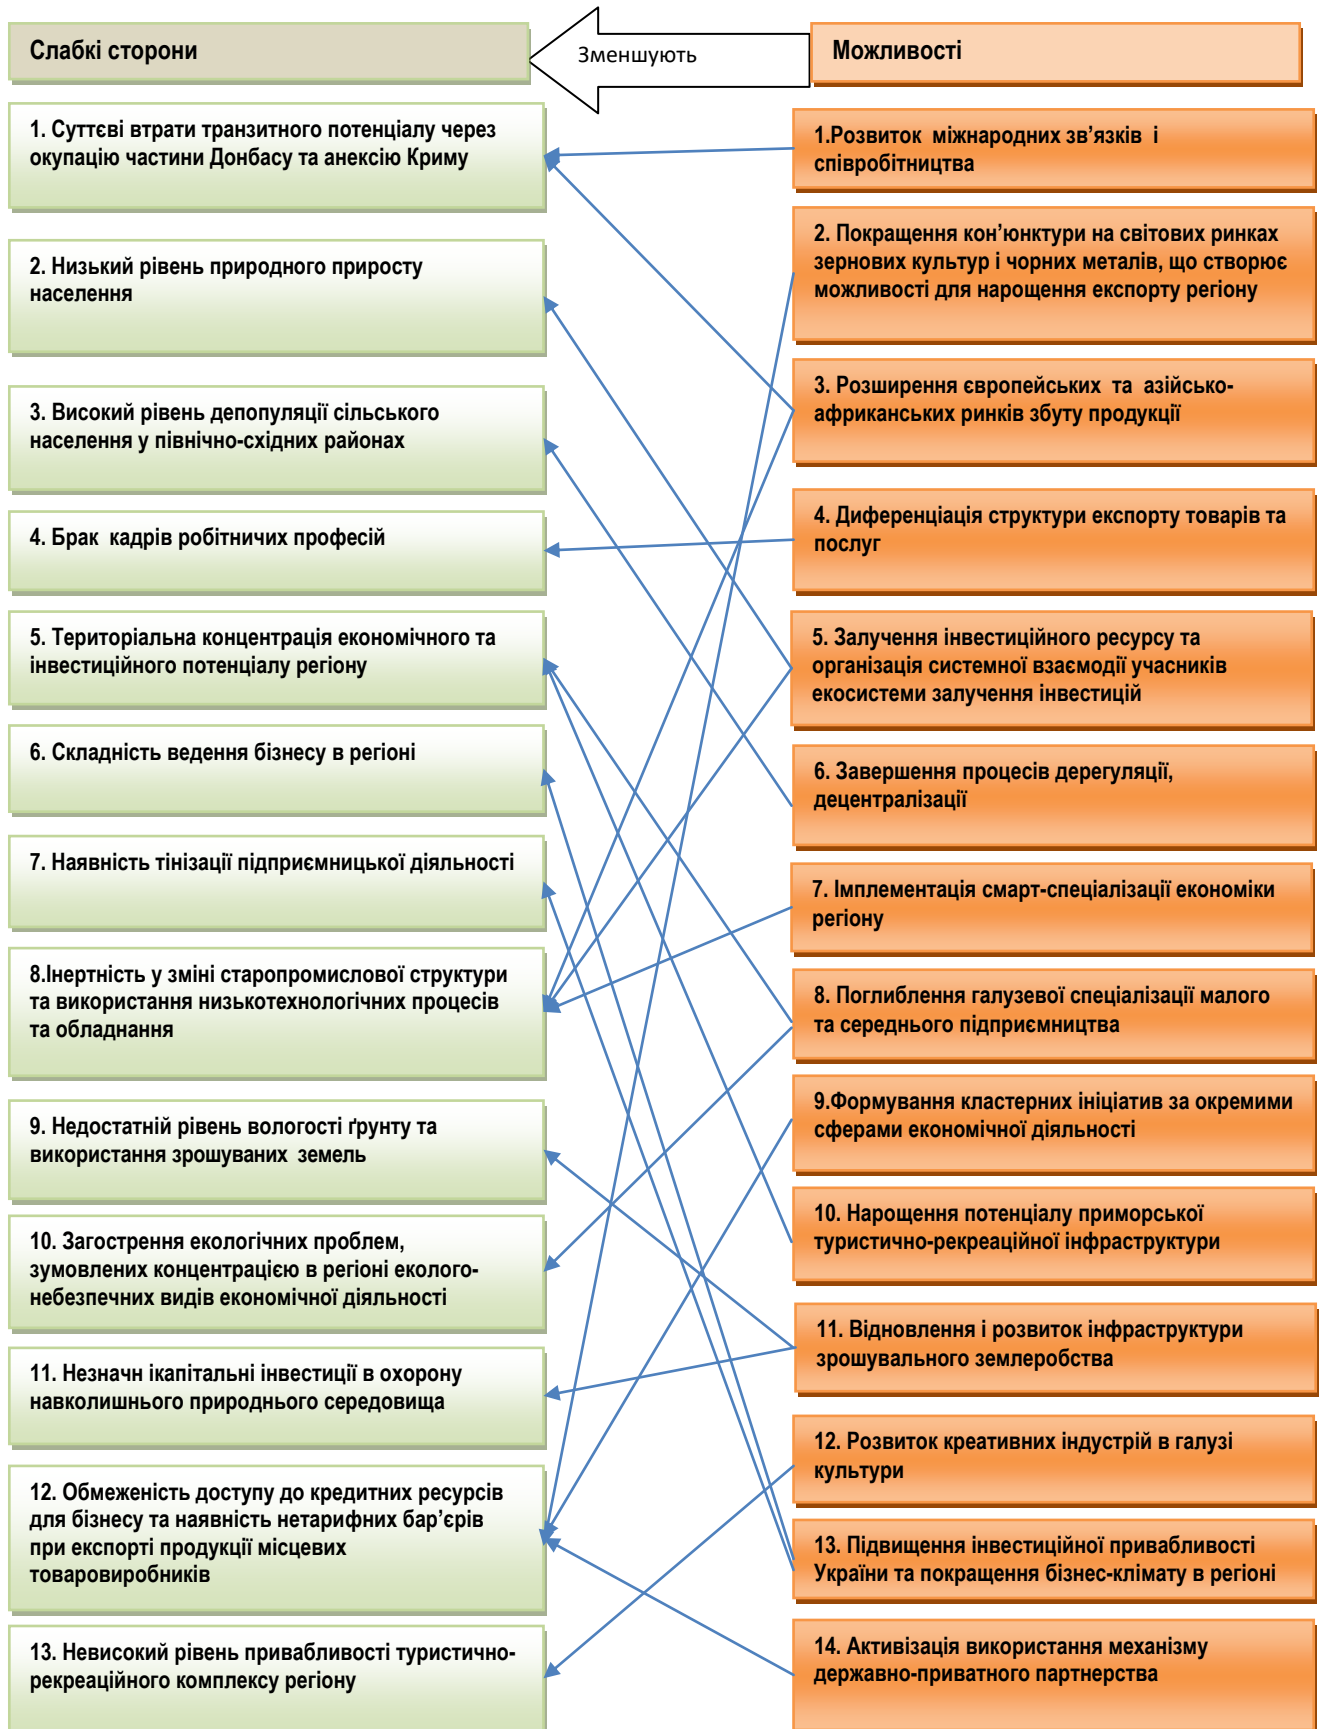 Слабкі сторони
Зменшують
Можливості
1. Суттєві втрати транзитного потенціалу через
окупацію частини Донбасу та анексію Криму
2. Низький рівень природного приросту
населення
3. Високий рівень депопуляції сільського
населення у північно-східних районах
4. Брак кадрів робітничих професій
5. Територіальна концентрація економічного та
інвестиційного потенціалу регіону
6. Складність ведення бізнесу в регіоні
7. Наявність тінізації підприємницької діяльності
8.Інертність у зміні старопромислової структури
та використання низькотехнологічних процесів
та обладнання
9. Недостатній рівень вологості ґрунту та
використання зрошуваних земель
10. Загострення екологічних проблем,
зумовлених концентрацією в регіоні еколого-
небезпечних видів економічної діяльності
11. Незначн ікапітальні інвестиції в охорону
навколишнього природнього середовища
12. Обмеженість доступу до кредитних ресурсів
для бізнесу та наявність нетарифних бар’єрів
при експорті продукції місцевих
товаровиробників
13. Невисокий рівень привабливості туристично-
рекреаційного комплексу регіону
1.Розвиток міжнародних зв’язків і
співробітництва
2. Покращення кон’юнктури на світових ринках
зернових культур і чорних металів, що створює
можливості для нарощення експорту регіону
3. Розширення європейських та азійсько-
африканських ринків збуту продукції
4. Диференціація структури експорту товарів та
послуг
5. Залучення інвестиційного ресурсу та
організація системної взаємодії учасників
екосистеми залучення інвестицій
6. Завершення процесів дерегуляції,
децентралізації
7. Імплементація смарт-спеціалізації економіки
регіону
8. Поглиблення галузевої спеціалізації малого
та середнього підприємництва
9.Формування кластерних ініціатив за окремими
сферами економічної діяльності
10. Нарощення потенціалу приморської
туристично-рекреаційної інфраструктури
11. Відновлення і розвиток інфраструктури
зрошувального землеробства
12. Розвиток креативних індустрій в галузі
культури
13. Підвищення інвестиційної привабливості
України та покращення бізнес-клімату в регіоні
14. Активізація використання механізму
державно-приватного партнерства